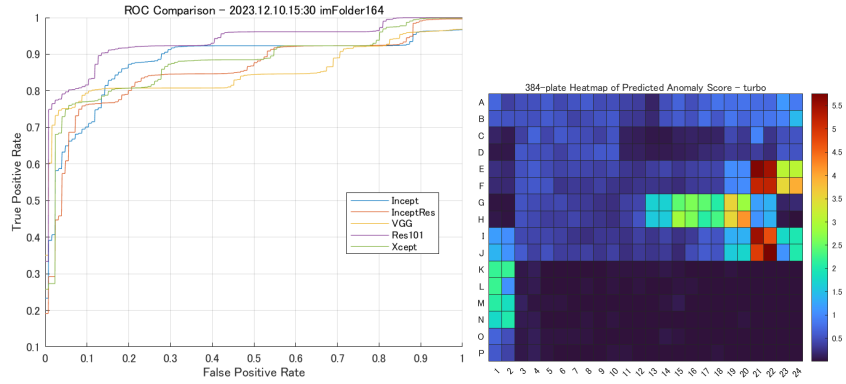 ROC Comparison - 2023.12.10.15:30 imFolder164
1
0.9
0.8
0.7
0.6
0.5
0.4
0.3
0.2
0.1
True Positive Rate
0 0.1 0.2 0.3 0.4 0.5 0.6 0.7 0.8 0.9 1
False Positive Rate
Incept
InceptRes
VGG
Res101
Xcept
384-plate Heatmap of Predicted Anomaly Score - turbo
A
B
C
D
E
F
G
H
I
J
K
L
M
N
O
P
1 2 3 4 5 6 7 8 9 10 11 12 13 14 15 16 17 18 19 20 21 22 23 24
5.5
5
4.5
4
3.5
3
2.5
2
1.5
1
0.5